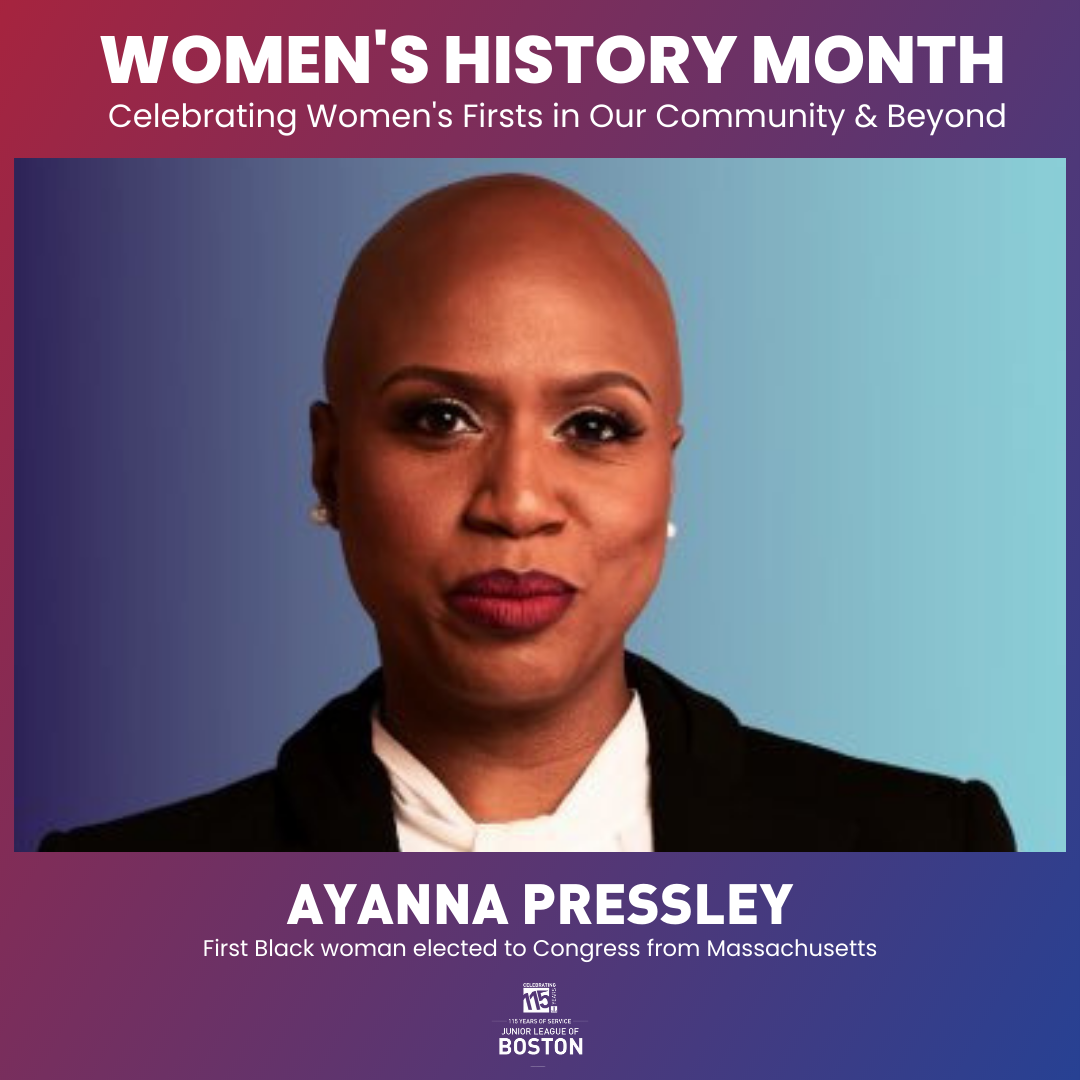 WOMEN'S HISTORY MONTH
Celebrating Women's Firsts in Our Community & Beyond
AYANNA PRESSLEY
First Black woman elected to Congress from Massachusetts
CELEBRATING
115
YEARS
115 YEARS OF SERVICE
JUNIOR LEAGUE OF
BOSTON